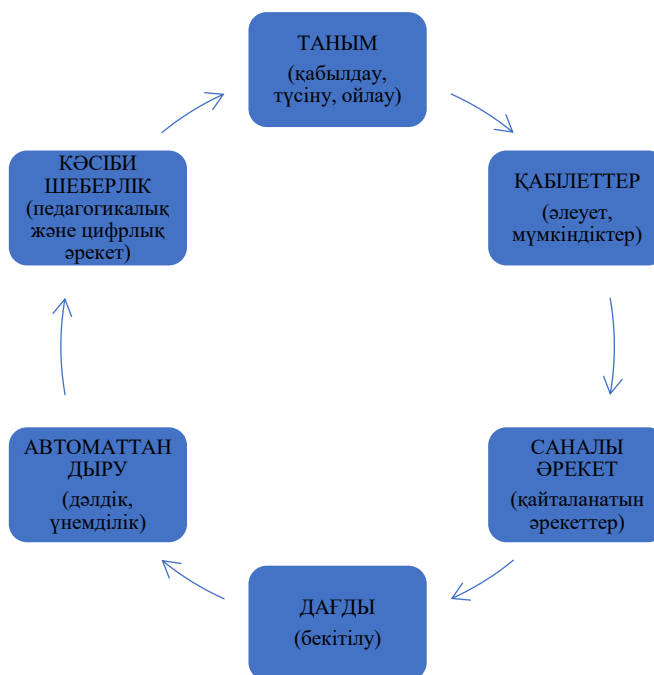 ТАНЫМ
(қабылдау,
түсіну, ойлау)
ҚАБІЛЕТТЕР
(әлеует,
мүмкіндіктер)
САНАЛЫ
ӘРЕКЕТ
(қайталанатын
әрекеттер)
ДАҒДЫ
(бекітілу)
АВТОМАТТАН
ДЫРУ
(дәлдік,
үнемділік)
КӘСІБИ
ШЕБЕРЛІК
(педагогикалық
және цифрлық
әрекет)